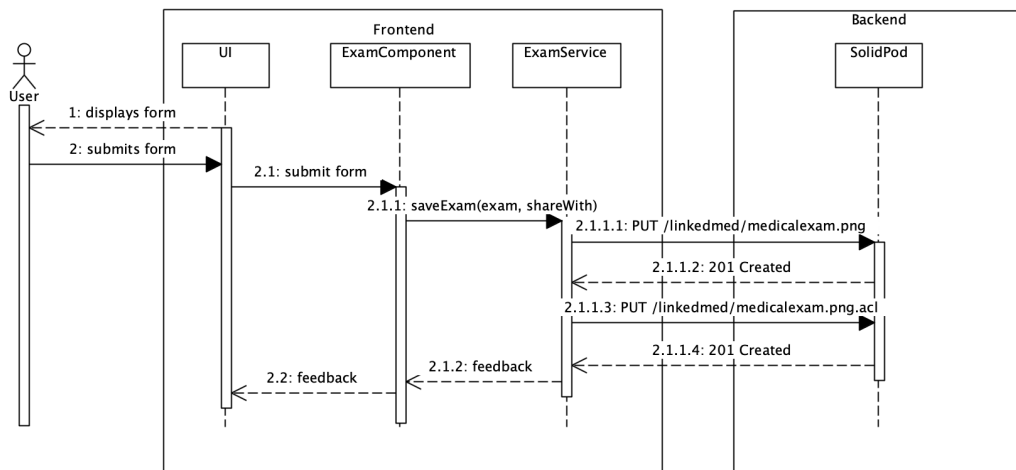 Frontend
Backend
UI
ExamComponent
ExamService
SolidPod
User
1: displays form
2: submits form
2.1: submit form
2.1.1: saveExam(exam, shareWith)
2.1.1.1: PUT /linkedmed/medicalexam.png
2.1.1.2: 201 Created
2.1.1.3: PUT /linkedmed/medicalexam.png.acl
2.1.1.4: 201 Created
2.1.2: feedback
2.2: feedback